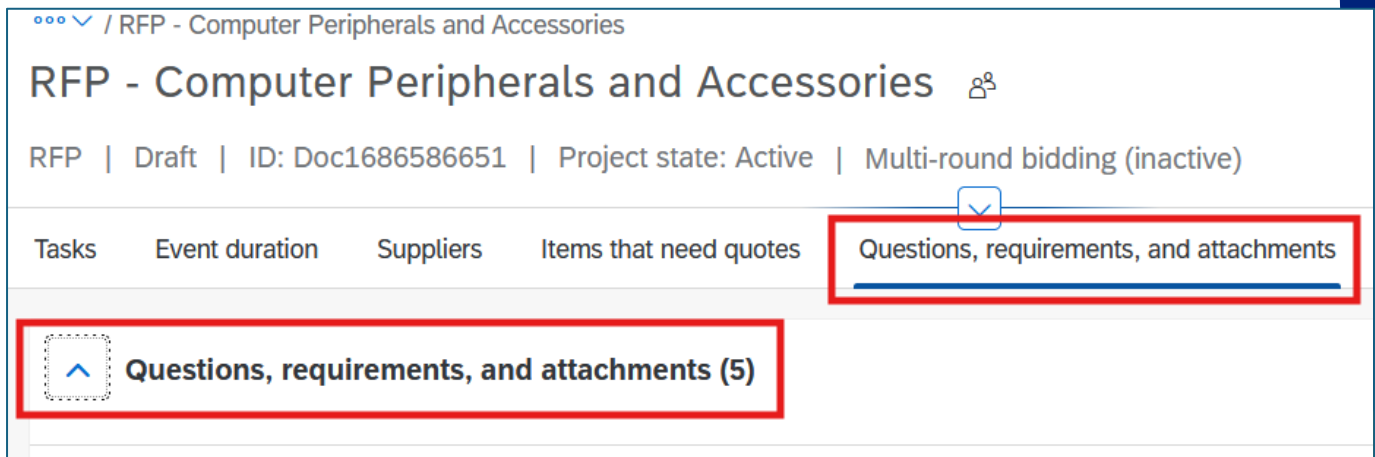 / RFP - Computer Peripherals and Accessories
RFP - Computer Peripherals and Accessories
RFP | Draft | ID: Doc1686586651 | Project state: Active | Multi-round bidding (inactive)
Tasks Event duration Suppliers Items that need quotes Questions, requirements, and attachments
Questions, requirements, and attachments (5)